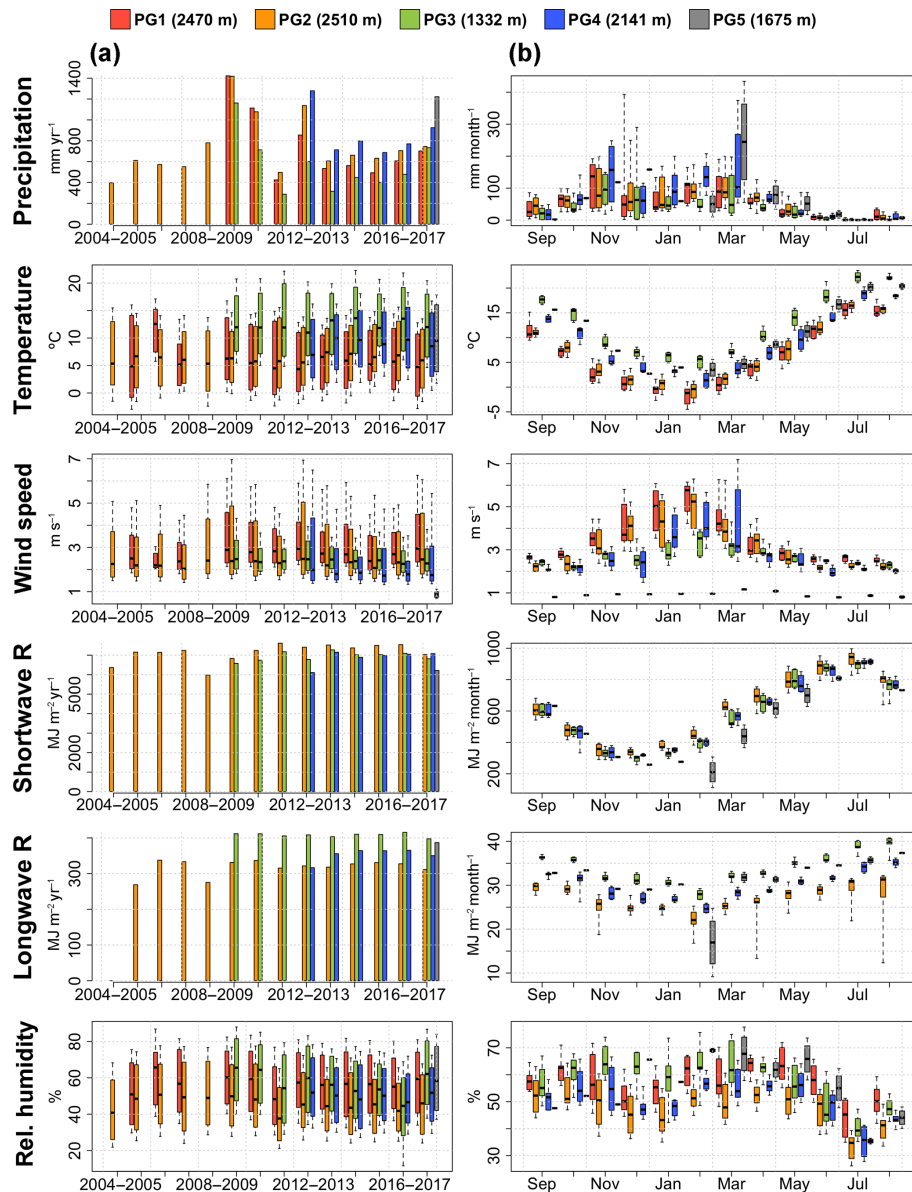 PG1 (2470 m) PG2 (2510 m) PG3 (1332 m) PG4 (2141 m) PG5 (1675 m)
(a) (b)
Precipitation
mm yr⁻¹
0 400 800 1400
2004−2005 2008−2009 2012−2013 2016−2017
mm month⁻¹
0 100 300
Sep Nov Jan Mar May Jul
Temperature
ºC
0 5 10 20
2004−2005 2008−2009 2012−2013 2016−2017
ºC
-5 5 15
Sep Nov Jan Mar May Jul
Wind speed
m s⁻¹
1 3 5 7
2004−2005 2008−2009 2012−2013 2016−2017
m s⁻¹
1 2 3 5 7
Sep Nov Jan Mar May Jul
Shortwave R
MJ m⁻² yr⁻¹
0 2000 5000
2004−2005 2008−2009 2012−2013 2016−2017
MJ m⁻² month⁻¹
200 600 1000
Sep Nov Jan Mar May Jul
Longwave R
MJ m⁻² yr⁻¹
0 100 300
2004−2005 2008−2009 2012−2013 2016−2017
MJ m⁻² month⁻¹
10 20 30 40
Sep Nov Jan Mar May Jul
Rel. humidity
%
20 40 60 80
2004−2005 2008−2009 2012−2013 2016−2017
%
30 50 70
Sep Nov Jan Mar May Jul